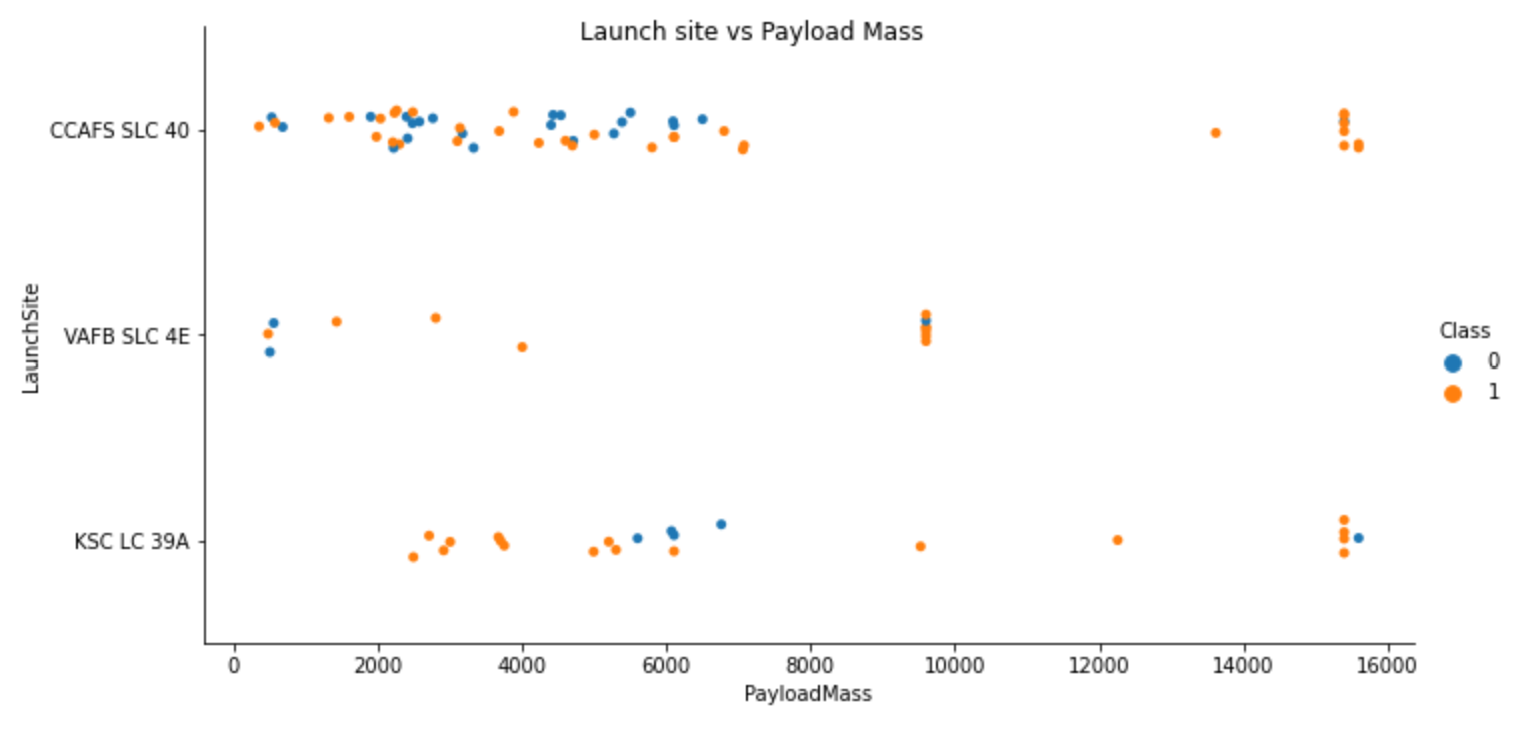 Launch site vs Payload Mass
CCAFS SLC 40
VAFB SLC 4E
KSC LC 39A
LaunchSite
0 2000 4000 6000 8000 10000 12000 14000 16000
PayloadMass
Class
0
1